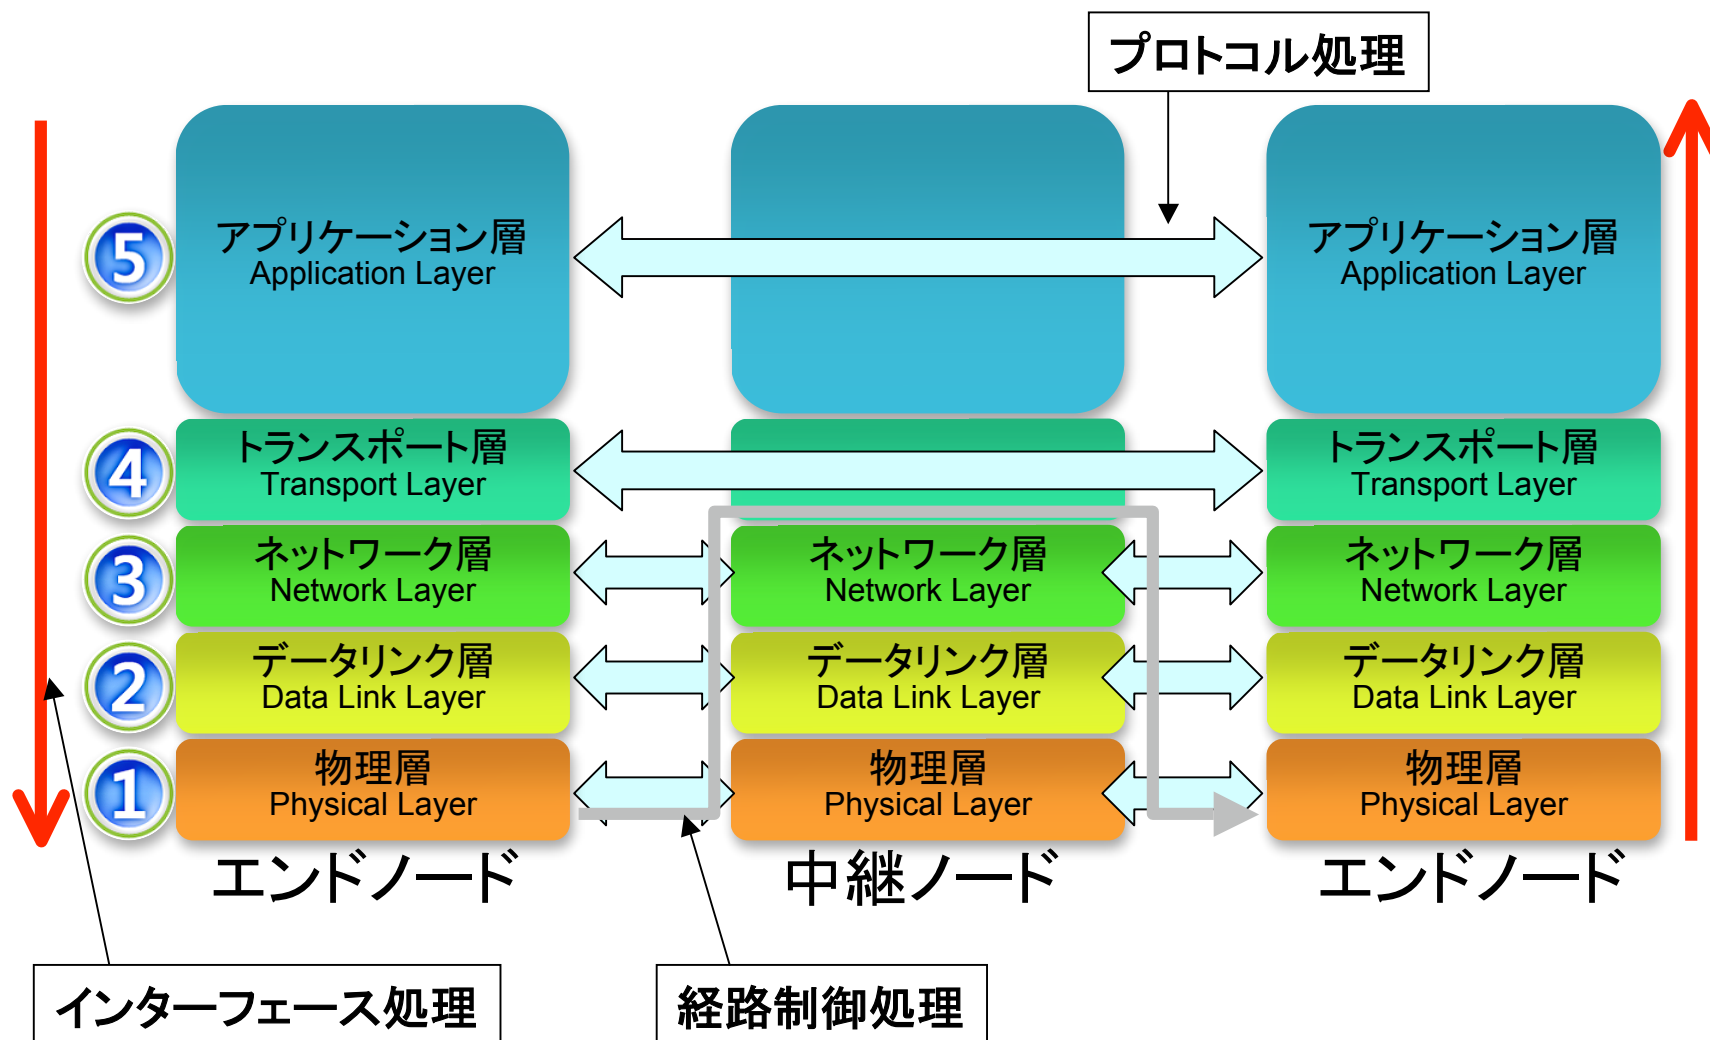 プロトコル処理
5
アプリケーション層
Application Layer
アプリケーション層
Application Layer
4
トランスポート層
Transport Layer
トランスポート層
Transport Layer
3
ネットワーク層
Network Layer
ネットワーク層
Network Layer
ネットワーク層
Network Layer
2
データリンク層
Data Link Layer
データリンク層
Data Link Layer
データリンク層
Data Link Layer
1
物理層
Physical Layer
物理層
Physical Layer
物理層
Physical Layer
エンドノード
中継ノード
エンドノード
インターフェース処理
経路制御処理